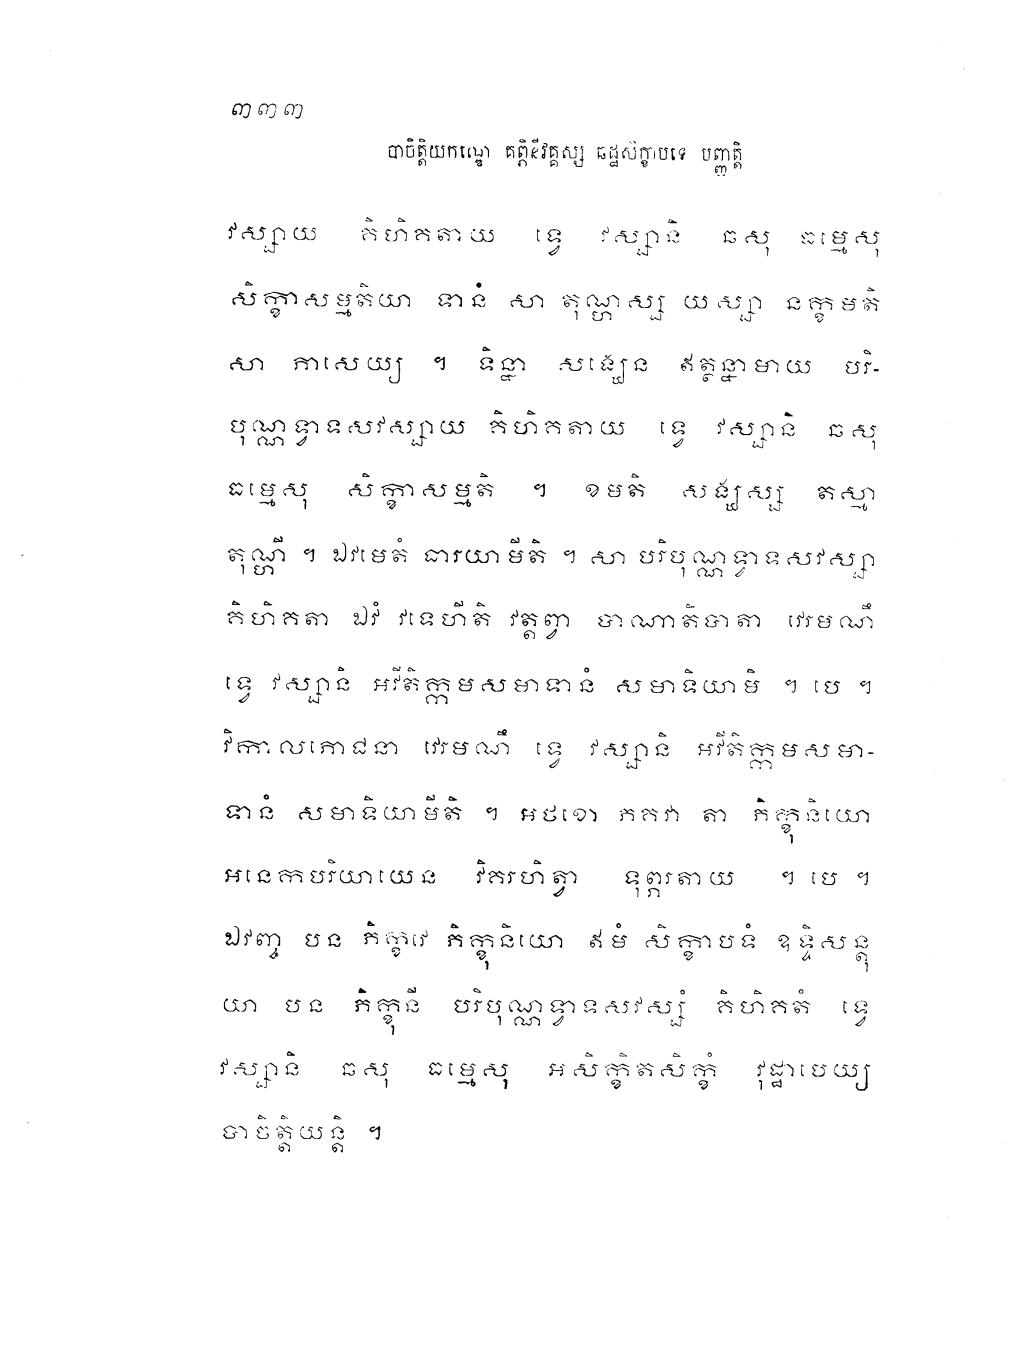 ៣៣៣
បាចិត្តិយកណ្ឌេ គព្ភិនីវគ្គស្ស ឆដ្ឋសិក្ខាបទេ បញ្ញត្តិ
វស្សាយ គិហិគតាយ ទ្វេ វស្សានិ ឆសុ ធម្មេសុ
សិក្ខាសម្មតិយា ទានំ សា តុណ្ហស្ស យស្សា នក្ខមតិ
សា ភាសេយ្យ ។ ទិន្នា សង្ឃេន ឥត្ថន្នាមាយ បរិ-
បុណ្ណទ្វាទសវស្សាយ គិហិគតាយ ទ្វេ វស្សានិ ឆសុ
ធម្មេសុ សិក្ខាសម្មតិ ។ ខមតិ សង្ឃស្ស តស្មា
តុណ្ហី ។ ឯវមេតំ ធារយាមីតិ ។ សា បរិបុណ្ណទ្វាទសវស្សា
គិហិគតា ឯវំ វទេហីតិ វត្តព្វា បាណាតិបាតា វេរមណឹ
ទ្វេ វស្សានិ អវីតិក្កមសមាទានំ សមាទិយាមិ ។ បេ ។
វិកាលភោជនា វេរមណឹ ទ្វេ វស្សានិ អវីតិក្កមសមា-
ទានំ សមាទិយាមីតិ ។ អថខោ ភគវា តា ភិក្ខុនិយោ
អនេកបរិយាយេន វិគរហិត្វា ទុព្ភរតាយ ។ បេ ។
ឯវញ្ច បន ភិក្ខវេ ភិក្ខុនិយោ ឥមំ សិក្ខាបទំ ឧទ្ទិសន្តុ
យា បន ភិក្ខុនី បរិបុណ្ណទ្វាទសវស្សំ គិហិគតំ ទ្វេ
វស្សានិ ឆសុ ធម្មេសុ អសិក្ខិតសិក្ខំ វុដ្ឋាបេយ្យ
បាចិត្តិយន្តិ ។